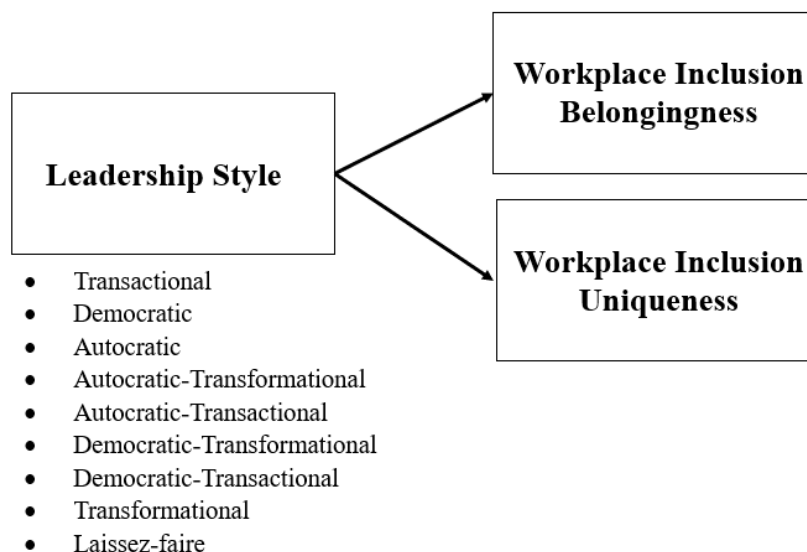 Leadership Style
• Transactional
• Democratic
• Autocratic
• Autocratic-Transformational
• Autocratic-Transactional
• Democratic-Transformational
• Democratic-Transactional
• Transformational
• Laissez-faire
Workplace Inclusion
Belongingness
Workplace Inclusion
Uniqueness